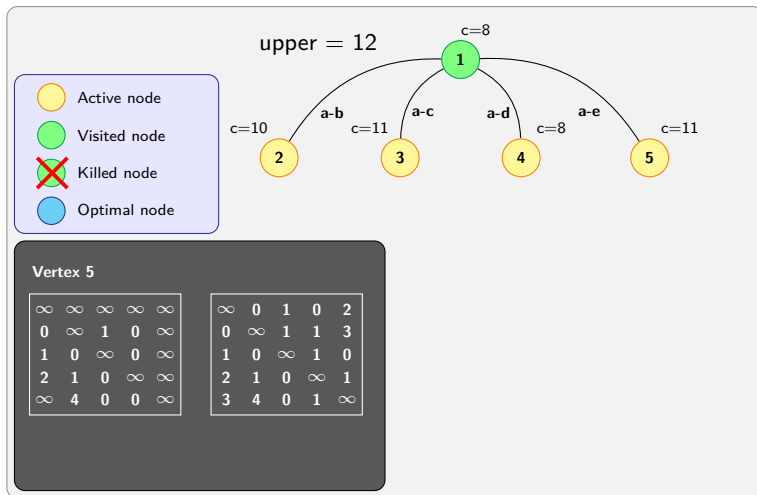 c=8
upper = 12
1
a-b
a-c
a-d
a-e
c=10
c=11
c=8
c=11
2
3
4
5
Active node
Visited node
Killed node
Optimal node
Vertex 5
∞ ∞ ∞ ∞ ∞
0 ∞ 1 0 ∞
1 0 ∞ 0 ∞
2 1 0 ∞ ∞
∞ 4 0 0 ∞
∞ 0 1 0 2
0 ∞ 1 1 3
1 0 ∞ 1 0
2 1 0 ∞ 1
3 4 0 1 ∞